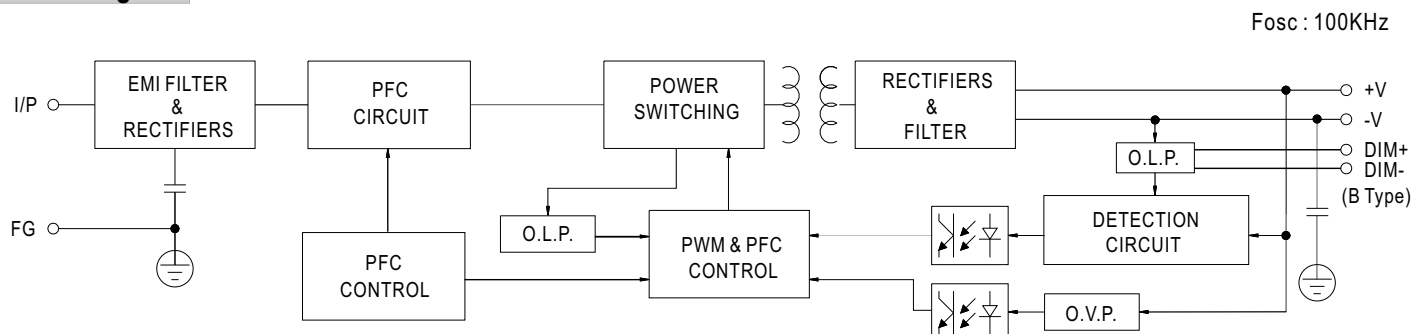 Fosc : 100KHz
I/P
EMI FILTER
&
RECTIFIERS
PFC
CIRCUIT
POWER
SWITCHING
RECTIFIERS
&
FILTER
+V
-V
DIM+
DIM-
(B Type)
O.L.P.
FG
O.L.P.
PFC
CONTROL
PWM & PFC
CONTROL
DETECTION
CIRCUIT
O.V.P.